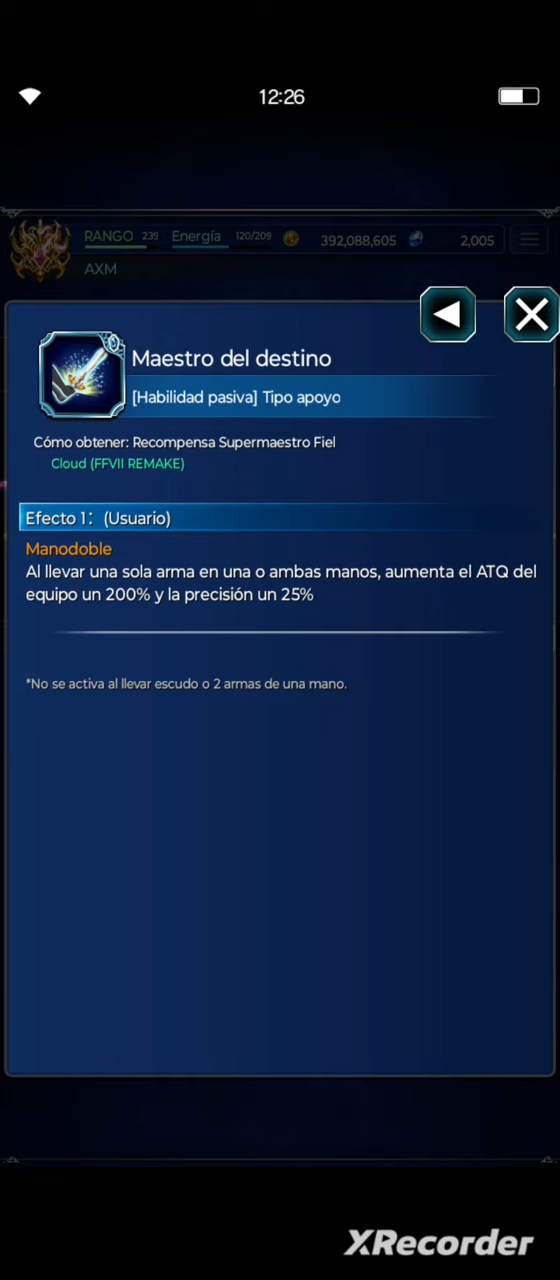 12:26
RANGO 239 Energía 120/209 392,088,605 2,005
AXM
Maestro del destino
[Habilidad pasiva] Tipo apoyo
Cómo obtener: Recompensa Supermaestro Fiel
Cloud (FFVII REMAKE)
Efecto 1: (Usuario)
Manodoble
Al llevar una sola arma en una o ambas manos, aumenta el ATQ del
equipo un 200% y la precisión un 25%
*No se activa al llevar escudo o 2 armas de una mano.
XRecorder